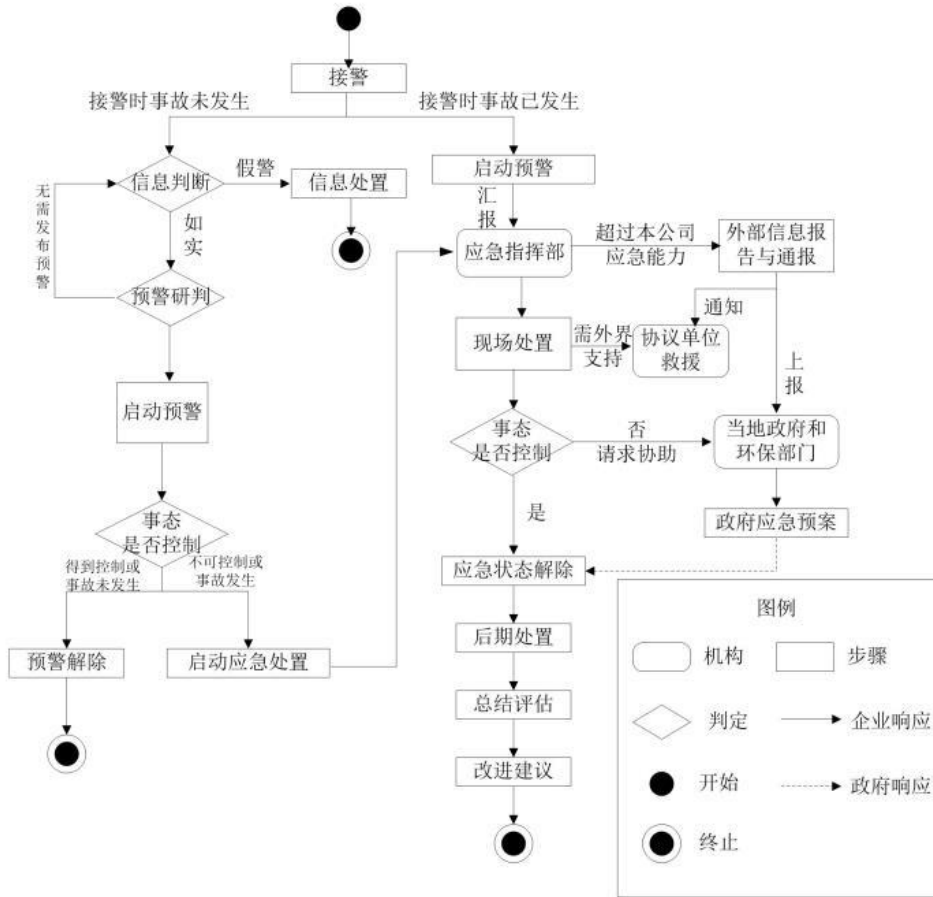 接警
接警时事故未发生
接警时事故已发生
信息判断
假警
信息处置
启动预警
无需发布预警
如实
汇报
应急指挥部
超过本公司
应急能力
外部信息报
告与通报
预警研判
通知
现场处置
需外界
支持
协议单位
救援
上报
启动预警
事态
是否控制
否
请求协助
当地政府和
环保部门
事态
是否控制
是
政府应急预案
得到控制或
事故未发生
不可控制或
事故发生
应急状态解除
预警解除
启动应急处置
后期处置
总结评估
改进建议
图例
机构
步骤
判定
企业响应
开始
政府响应
终止